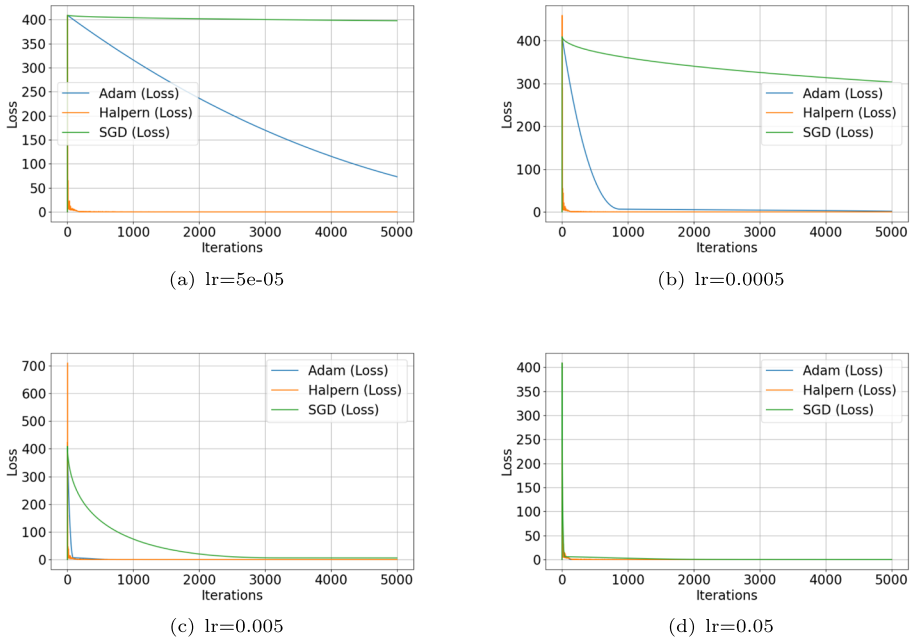 400
350
300
250
200
150
100
50
0
Loss
Adam (Loss)
Halpern (Loss)
SGD (Loss)
0 1000 2000 3000 4000 5000
Iterations
(a) lr=5e-05
400
300
200
100
0
Loss
Adam (Loss)
Halpern (Loss)
SGD (Loss)
0 1000 2000 3000 4000 5000
Iterations
(b) lr=0.0005
700
600
500
400
300
200
100
0
Loss
Adam (Loss)
Halpern (Loss)
SGD (Loss)
0 1000 2000 3000 4000 5000
Iterations
(c) lr=0.005
400
350
300
250
200
150
100
50
0
Loss
Adam (Loss)
Halpern (Loss)
SGD (Loss)
0 1000 2000 3000 4000 5000
Iterations
(d) lr=0.05